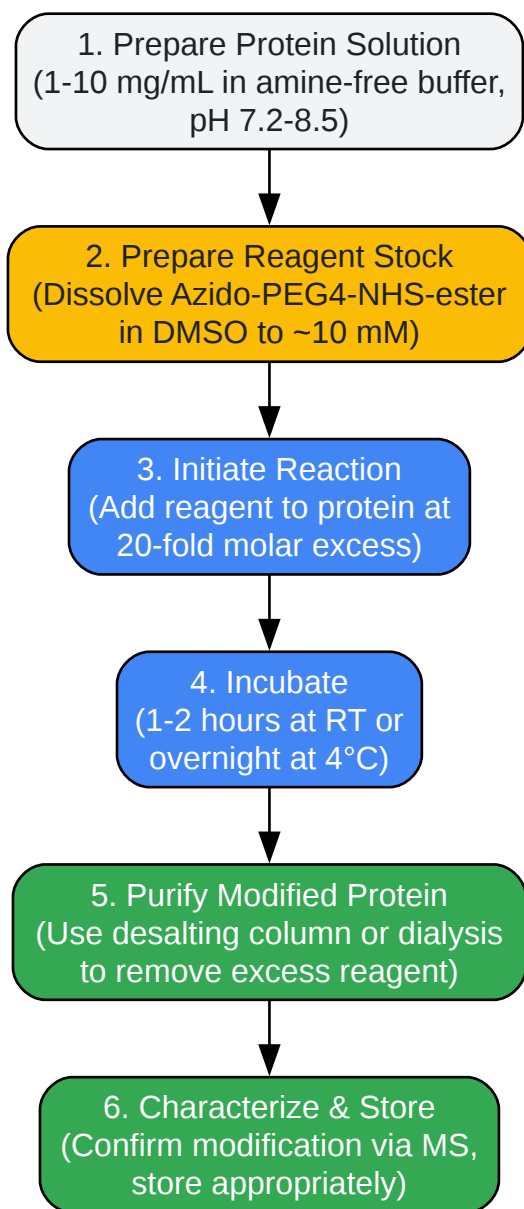 1. Prepare Protein Solution
(1-10 mg/mL in amine-free buffer,
pH 7.2-8.5)
2. Prepare Reagent Stock
(Dissolve Azido-PEG4-NHS-ester
in DMSO to ~10 mM)
3. Initiate Reaction
(Add reagent to protein at
20-fold molar excess)
4. Incubate
(1-2 hours at RT or
overnight at 4°C)
5. Purify Modified Protein
(Use desalting column or dialysis
to remove excess reagent)
6. Characterize & Store
(Confirm modification via MS,
store appropriately)